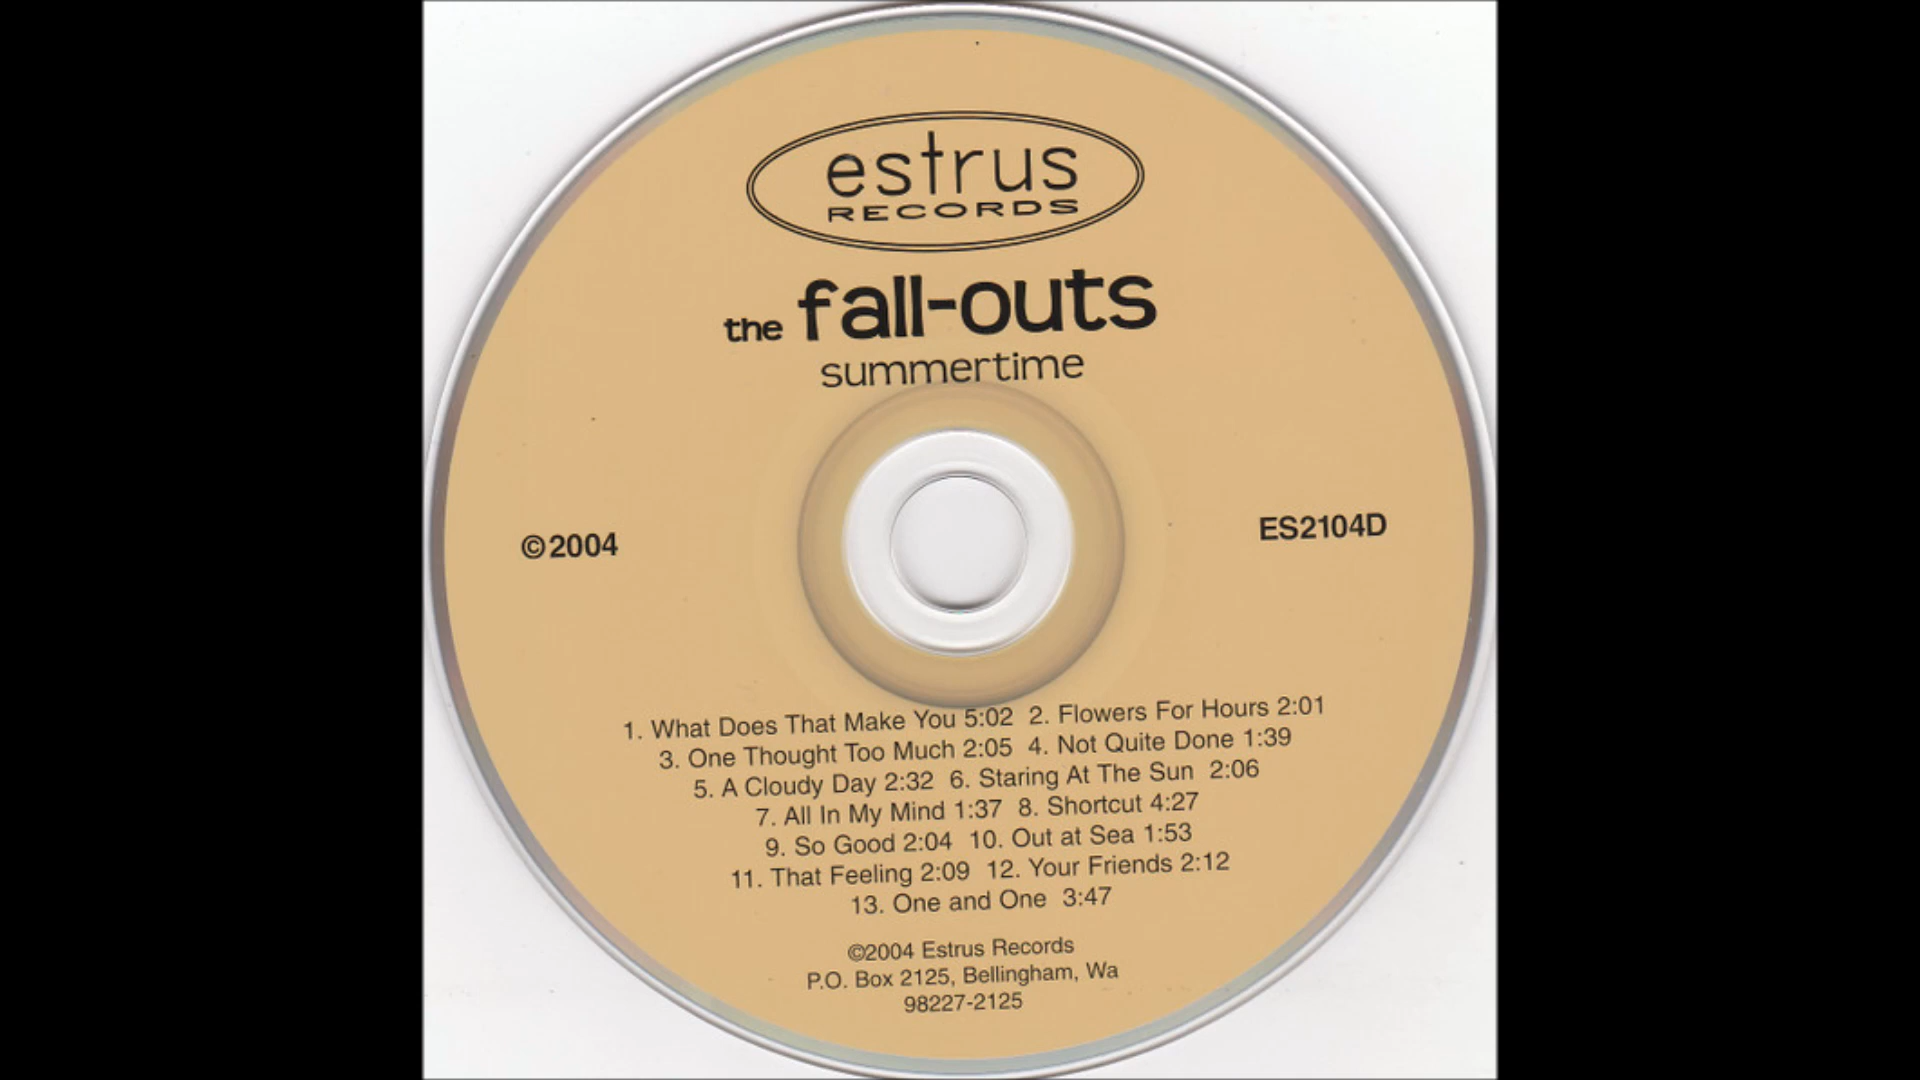 estrus
RECORDS
the fall-outs
summertime
©2004
ES2104D
1. What Does That Make You 5:02 2. Flowers For Hours 2:01
3. One Thought Too Much 2:05 4. Not Quite Done 1:39
5. A Cloudy Day 2:32 6. Staring At The Sun 2:06
7. All In My Mind 1:37 8. Shortcut 4:27
9. So Good 2:04 10. Out at Sea 1:53
11. That Feeling 2:09 12. Your Friends 2:12
13. One and One 3:47
©2004 Estrus Records
P.O. Box 2125, Bellingham, Wa
98227-2125